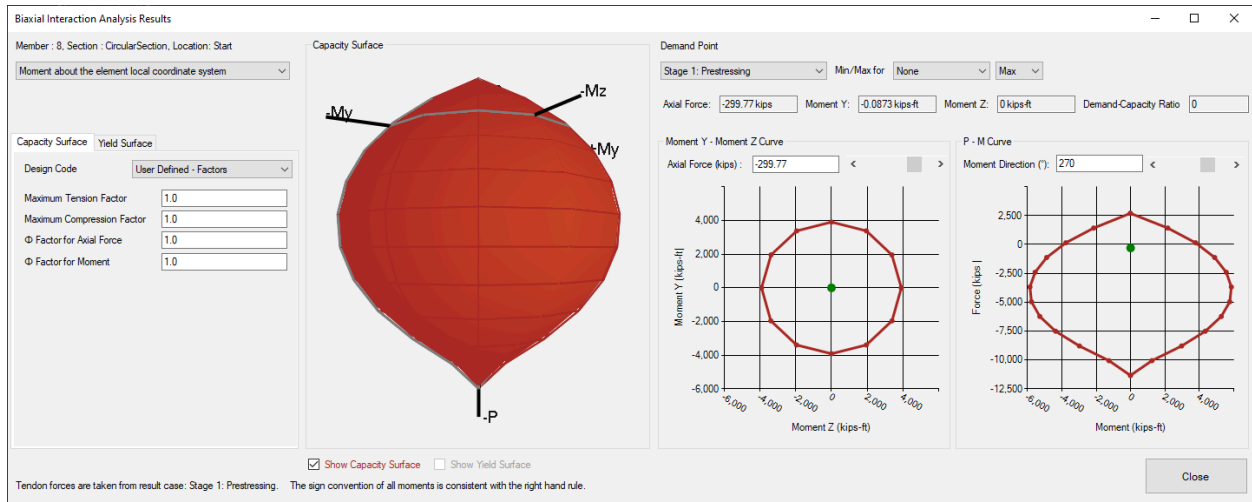 Biaxial Interaction Analysis Results
Member : 8, Section : CircularSection, Location: Start
Moment about the element local coordinate system
Capacity Surface
Yield Surface
Design Code
User Defined - Factors
Maximum Tension Factor
1.0
Maximum Compression Factor
1.0
Φ Factor for Axial Force
1.0
Φ Factor for Moment
1.0
Capacity Surface
-My
-Mz
+My
-P
Show Capacity Surface
Show Yield Surface
Demand Point
Stage 1: Prestressing
Min/Max for
None
Max
Axial Force:
-299.77 kips
Moment Y:
-0.0873 kips-ft
Moment Z:
0 kips-ft
Demand-Capacity Ratio
0
Moment Y - Moment Z Curve
Axial Force (kips) :
-299.77
<
>
Moment Y (kips-ft)
4,000
2,000
0
-2,000
-4,000
-6,000
-6,000
-4,000
-2,000
0
2,000
4,000
Moment Z (kips-ft)
P - M Curve
Moment Direction (°):
270
<
>
Force (kips )
2,500
0
-2,500
-5,000
-7,500
-10,000
-12,500
-6,000
-4,000
-2,000
0
2,000
4,000
Moment (kips-ft)
Close
Tendon forces are taken from result case: Stage 1: Prestressing. The sign convention of all moments is consistent with the right hand rule.